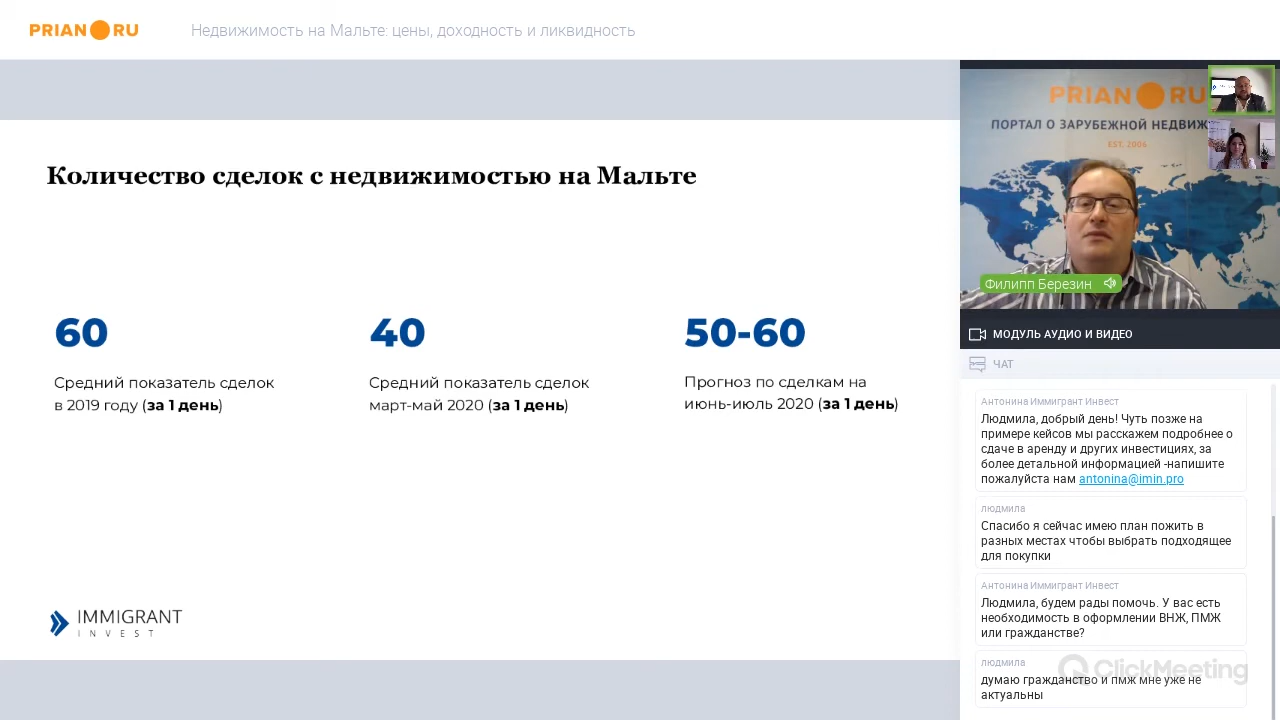 PRIAN RU
Недвижимость на Мальте: цены, доходность и ликвидность
Количество сделок с недвижимостью на Мальте
60
Средний показатель сделок
в 2019 году (за 1 день)
40
Средний показатель сделок
март-май 2020 (за 1 день)
50-60
Прогноз по сделкам на
июнь-июль 2020 (за 1 день)
IMMIGRANT
INVEST
PRIAN RU
ПОРТАЛ О ЗАРУБЕЖНОЙ
EST. 2006
Филипп Березин
МОДУЛЬ АУДИО И ВИДЕО
ЧАТ
Антонина Иммигрант Инвест
Людмила, добрый день! Чуть позже на
примере кейсов мы расскажем подробнее о
сдаче в аренду и других инвестициях, за
более детальной информацией -напишите
пожалуйста нам antonina@imin.pro
людмила
Спасибо я сейчас имею план пожить в
разных местах чтобы выбрать подходящее
для покупки
Антонина Иммигрант Инвест
Людмила, будем рады помочь. У вас есть
необходимость в оформлении ВНЖ, ПМЖ
или гражданстве?
людмила
думаю гражданство и пмж мне уже не
актуальны
ClickMeeting